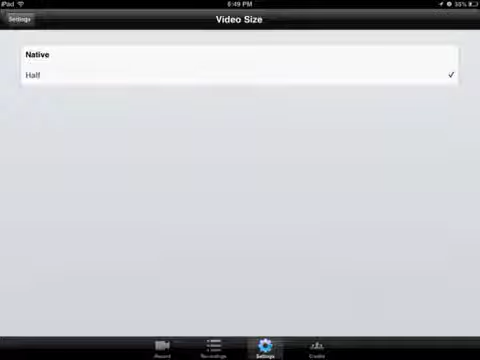 iPad 6:49 PM 35%
Settings Video Size
Native
Half
Record Recordings Settings Credits